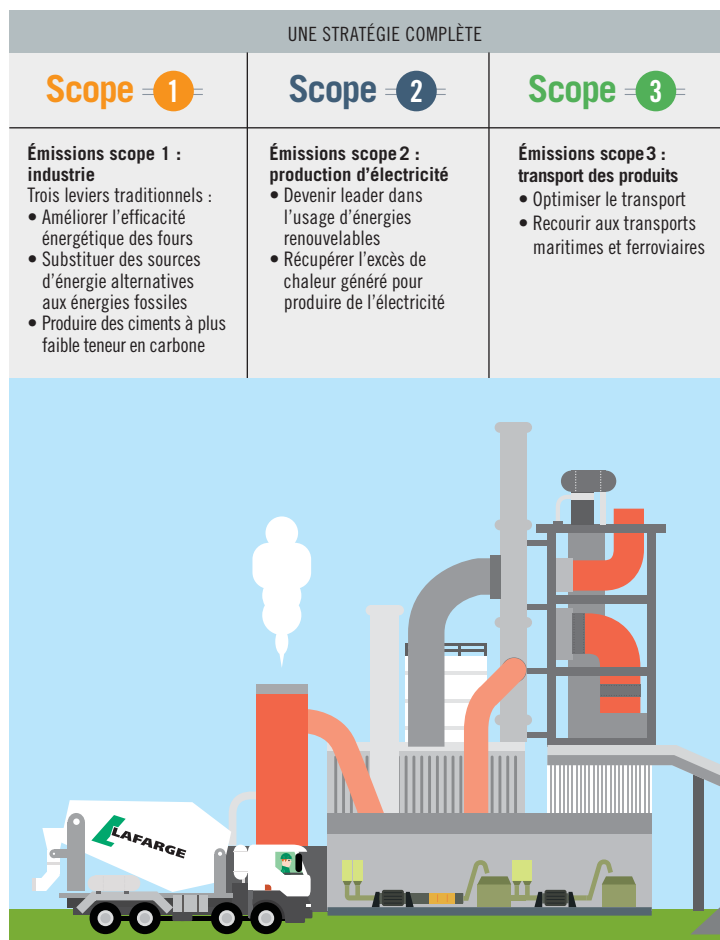 UNE STRATÉGIE COMPLÈTE
Scope 1
Scope 2
Scope 3
Émissions scope 1 :
industrie
Trois leviers traditionnels :
• Améliorer l’efficacité
énergétique des fours
• Substituer des sources
d’énergie alternatives
aux énergies fossiles
• Produire des ciments à plus
faible teneur en carbone
Émissions scope 2 :
production d’électricité
• Devenir leader dans
l’usage d’énergies
renouvelables
• Récupérer l’excès de
chaleur généré pour
produire de l’électricité
Émissions scope 3 :
transport des produits
• Optimiser le transport
• Recourir aux transports
maritimes et ferroviaires
LAFARGE